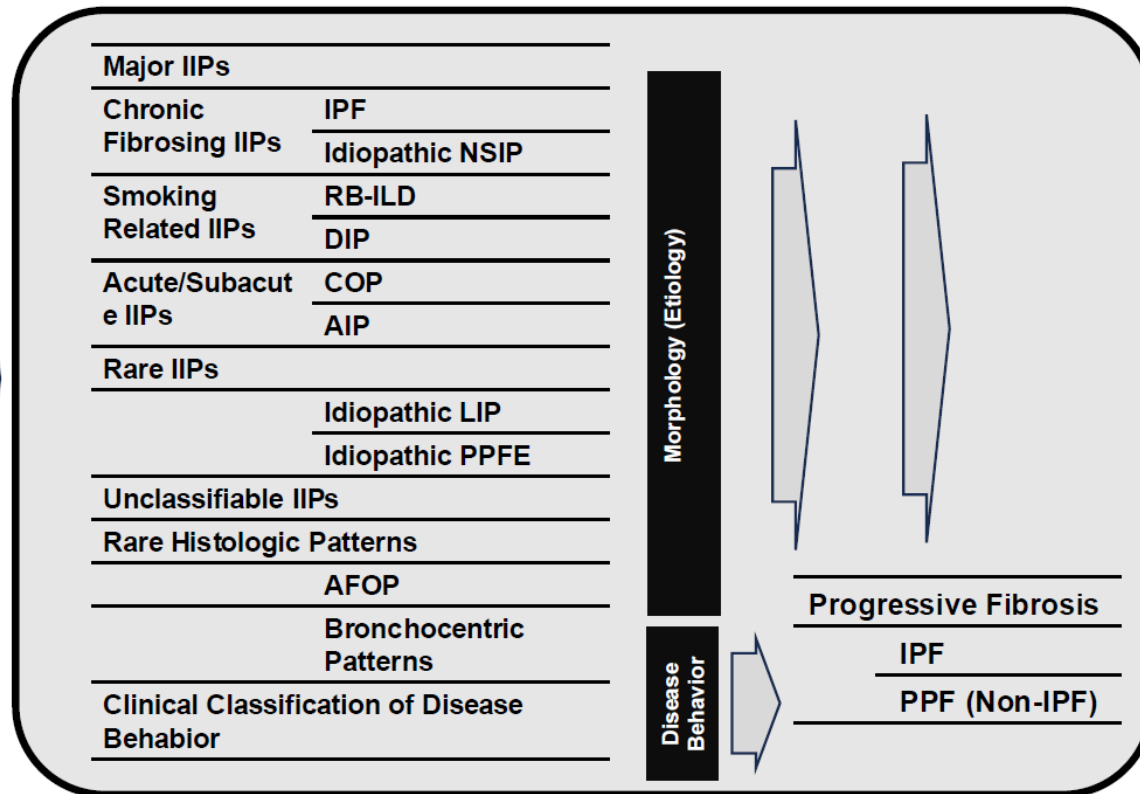 Major IIPs
Chronic
Fibrosing IIPs
IPF
Idiopathic NSIP
Smoking
Related IIPs
RB-ILD
DIP
Acute/Subacut
e IIPs
COP
AIP
Rare IIPs
Idiopathic LIP
Idiopathic PPFE
Unclassifiable IIPs
Rare Histologic Patterns
AFOP
Bronchocentric
Patterns
Clinical Classification of Disease
Behabior
Morphology (Etiology)
Disease
Behavior
Progressive Fibrosis
IPF
PPF (Non-IPF)